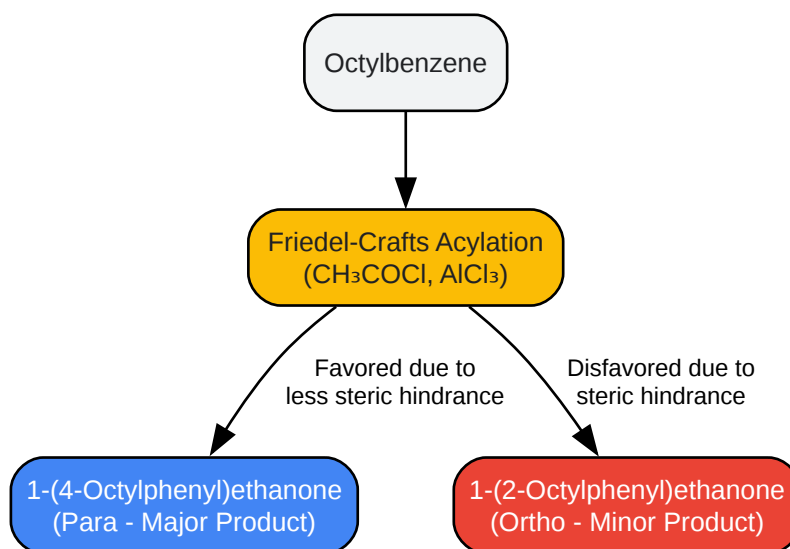 Octylbenzene
Friedel-Crafts Acylation
(CH₃COCl, AlCl₃)
Favored due to
less steric hindrance
Disfavored due to
steric hindrance
1-(4-Octylphenyl)ethanone
(Para - Major Product)
1-(2-Octylphenyl)ethanone
(Ortho - Minor Product)